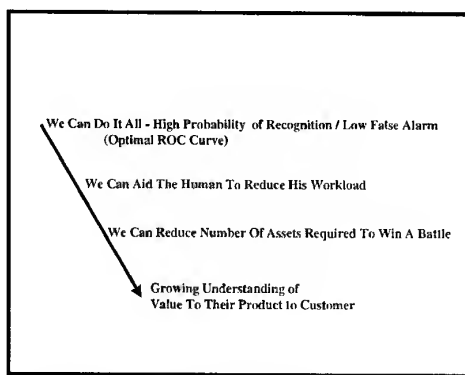 We Can Do It All - High Probability of Recognition / Low False Alarm
(Optimal ROC Curve)
We Can Aid The Human To Reduce His Workload
We Can Reduce Number Of Assets Required To Win A Battle
Growing Understanding of
Value To Their Product to Customer